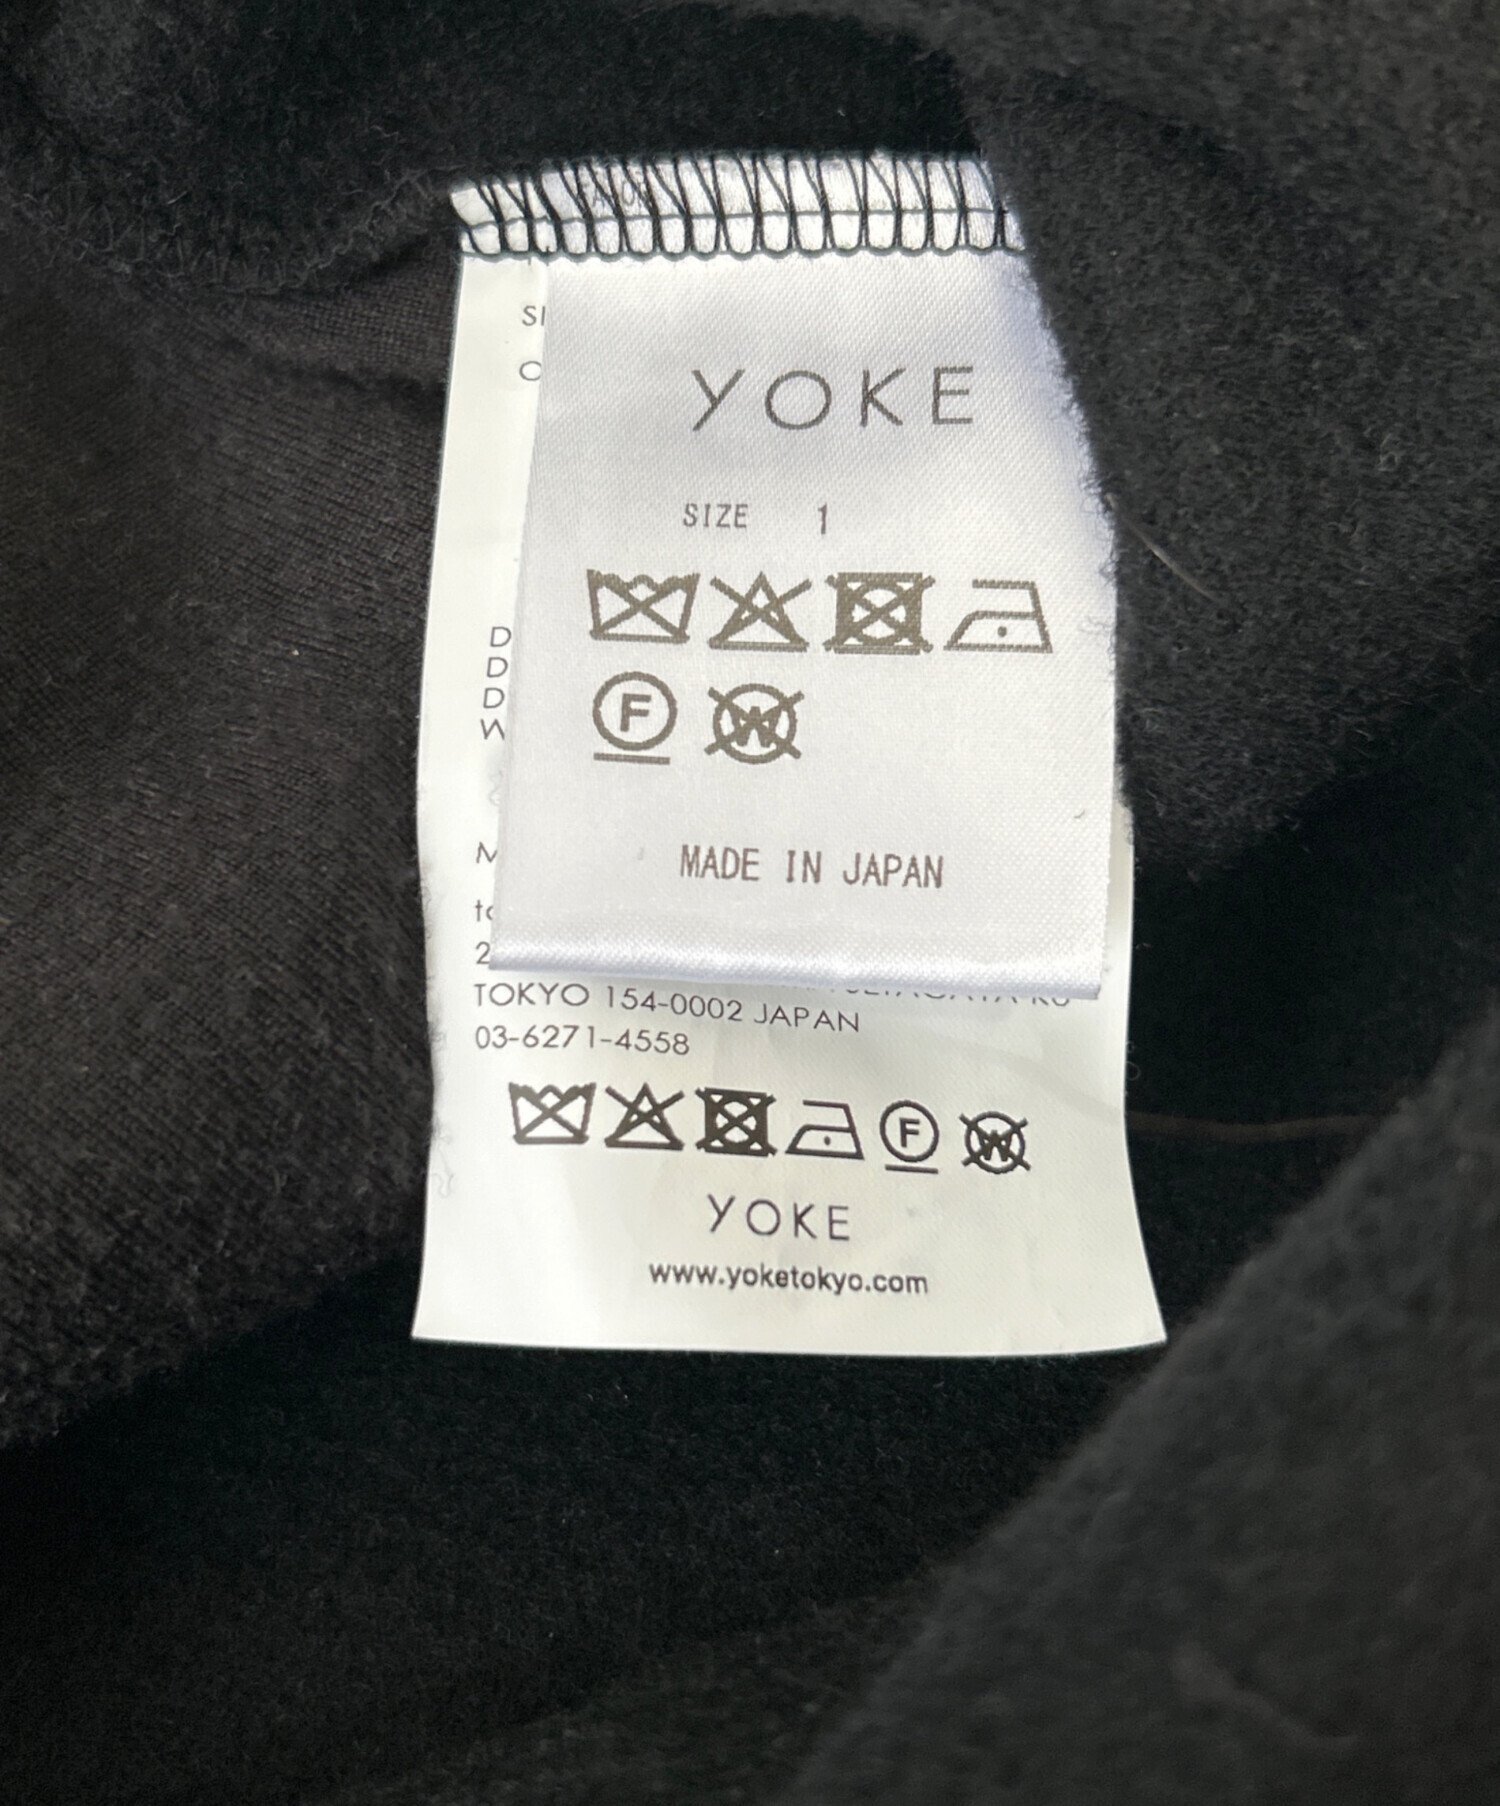 YOKE
SIZE 1
F W
MADE IN JAPAN
TOKYO 154-0002 JAPAN
03-6271-4558
F W
YOKE
www.yoketokyo.com